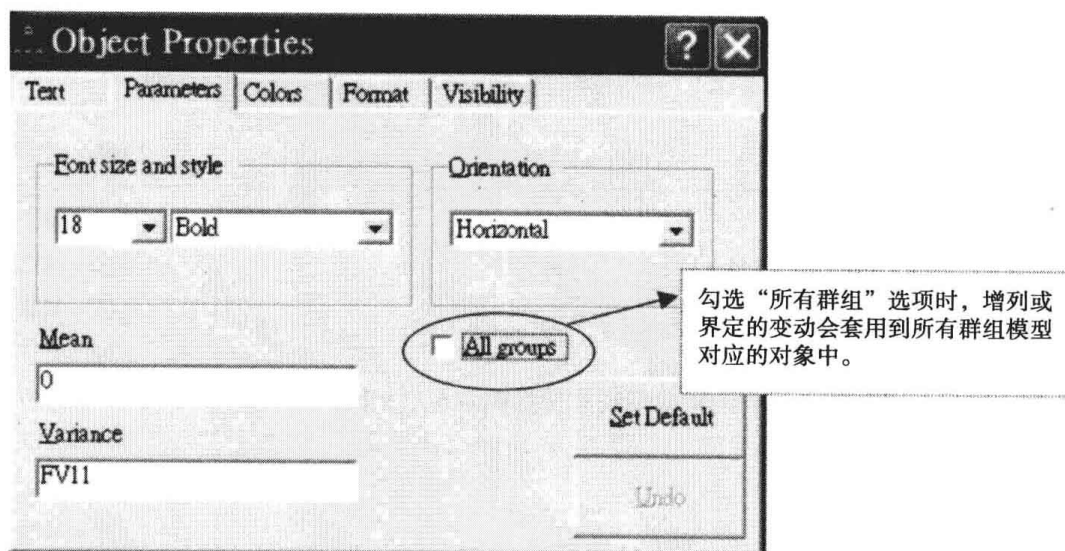 Object Properties
Text Parameters Colors Format Visibility
Font size and style
Orientation
18 Bold
Horizontal
勾选“所有群组”选项时，增列或
界定的变动会套用到所有群组模型
对应的对象中。
Mean
All groups
0
Set Default
Variance
FV11
Undo